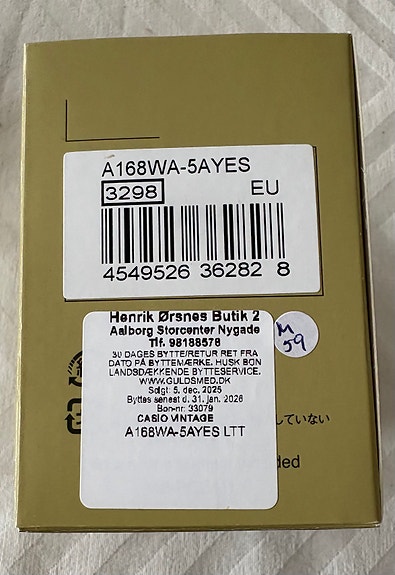 A168WA-5AYES
3298 EU
4549526 36282 8
Henrik Ørsnes Butik 2
Aalborg Storcenter Nygade
Tlf. 98188578
30 DAGES BYTTE/RETUR RET FRA
DATO PÅ BYTTEMÆRKE. HUSK BON
LANDSDÆKKENDE BYTTESERVICE.
WWW.GULDSMED.DK
Solgt: 5. dec. 2025
Byttes senest d. 31. jan. 2026
Bon-nr: 33079
CASIO VINTAGE
A168WA-5AYES LTT
M
59
していない
ded